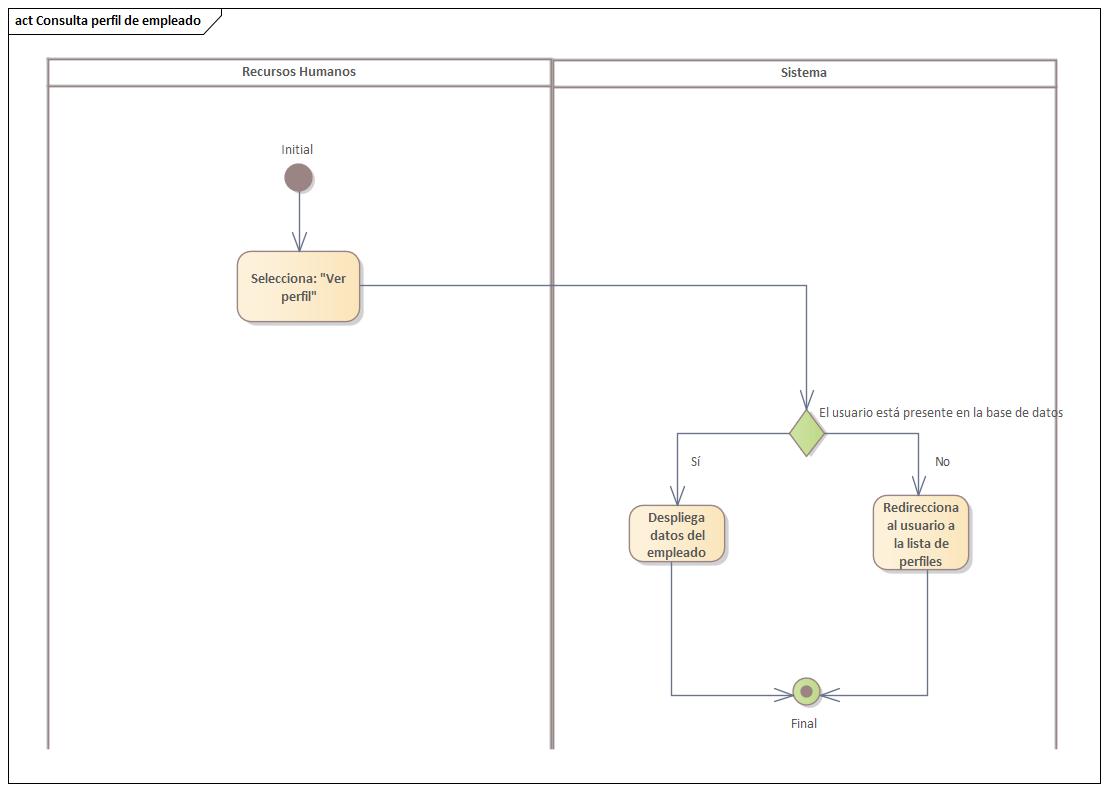 act Consulta perfil de empleado
Recursos Humanos
Sistema
Initial
Selecciona: "Ver
perfil"
El usuario está presente en la base de datos
Sí
No
Despliega
datos del
empleado
Redirecciona
al usuario a
la lista de
perfiles
Final